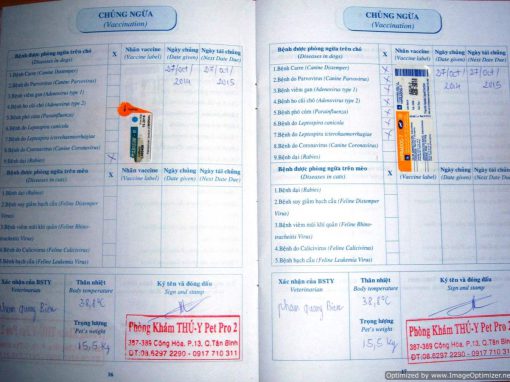 CHỦNG NGỪA
(Vaccination)
Bệnh được phòng ngừa trên chó
(Diseases in dogs)
X
Nhãn vaccine
(Vaccine label)
Ngày chủng
(Date given)
Ngày tái chủng
(Next Date Due)
1.Bệnh Care (Canine Distemper)
2.Bệnh do Parvovirus (Canine Parvovirus)
3.Bệnh viêm gan (Adenovirus type 1)
4.Bệnh ho cũi chó (Adenovirus type 2)
5.Bệnh phó cúm (Parainfluenza)
6.Bệnh do Leptospira canicola
7.Bệnh do Leptospira icterohaemorrhagiae
8.Bệnh do Coronavirus (Canine Coronavirus)
9.Bệnh dại (Rabies)
X
27/Oct/
2014
27/Oct/
2015
Bệnh được phòng ngừa trên mèo
(Diseases in cats)
X
Nhãn vaccine
(Vaccine label)
Ngày chủng
(Date given)
Ngày tái chủng
(Next Date Due)
1.Bệnh dại (Rabies)
2.Bệnh suy giảm bạch cầu (Feline Distemper
Virus)
3.Bệnh viêm mũi khí quản (Feline Rhino-
tracheitis Virus)
4.Bệnh do Calicivirus (Feline Calicivirus)
5.Bệnh bạch cầu (Feline Leukemia Virus)
Xác nhận của BSTY
Veterinarian
Thân nhiệt
Body temperature
38,8°C
Ký tên và đóng dấu
Sign and stamp
Phạm Quang Biên
Trọng lượng
Pet's weight
15,5 Kg
Phòng Khám THÚ-Y Pet Pro 2
387-389 Cộng Hòa, P.13, Q.Tân Bình
ĐT:08.6297 2290 - 0917 710 311
36
CHỦNG NGỪA
(Vaccination)
Bệnh được phòng ngừa trên chó
(Diseases in dogs)
X
Nhãn vaccine
(Vaccine label)
Ngày chủng
(Date given)
Ngày tái chủng
(Next Date Due)
1.Bệnh Care (Canine Distemper)
2.Bệnh do Parvovirus (Canine Parvovirus)
3.Bệnh viêm gan (Adenovirus type 1)
4.Bệnh ho cũi chó (Adenovirus type 2)
5.Bệnh phó cúm (Parainfluenza)
6.Bệnh do Leptospira canicola
7.Bệnh do Leptospira icterohaemorrhagiae
8.Bệnh do Coronavirus (Canine Coronavirus)
9.Bệnh dại (Rabies)
27/Oct/
2014
27/Oct/
2015
Bệnh được phòng ngừa trên mèo
(Diseases in cats)
X
Nhãn vaccine
(Vaccine label)
Ngày chủng
(Date given)
Ngày tái chủng
(Next Date Due)
1.Bệnh dại (Rabies)
2.Bệnh suy giảm bạch cầu (Feline Distemper
Virus)
3.Bệnh viêm mũi khí quản (Feline Rhino-
tracheitis Virus)
4.Bệnh do Calicivirus (Feline Calicivirus)
5.Bệnh bạch cầu (Feline Leukemia Virus)
Xác nhận của BSTY
Veterinarian
Thân nhiệt
Body temperature
38,8°C
Ký tên và đóng dấu
Sign and stamp
Phạm Quang Biên
Trọng lượng
Pet's weight
15,5 Kg
Phòng Khám THÚ-Y Pet Pro 2
387-389 Cộng Hòa, P.13, Q.Tân Bình
ĐT:08.6297 2290 - 0917 710 311
Optimized by www.ImageOptimizer.net